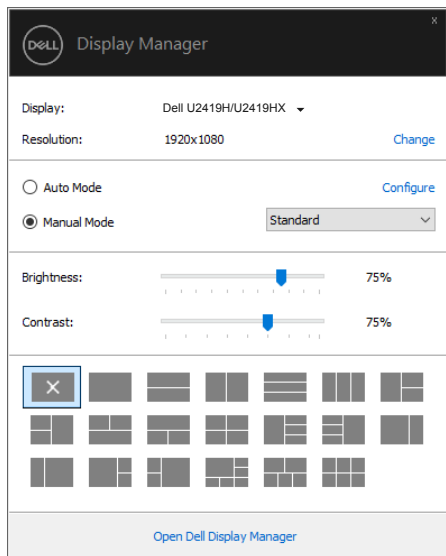 x
DELL Display Manager
Display: Dell U2419H/U2419HX
Resolution: 1920x1080 Change
Auto Mode Configure
Manual Mode Standard
Brightness: 75%
Contrast: 75%
Open Dell Display Manager